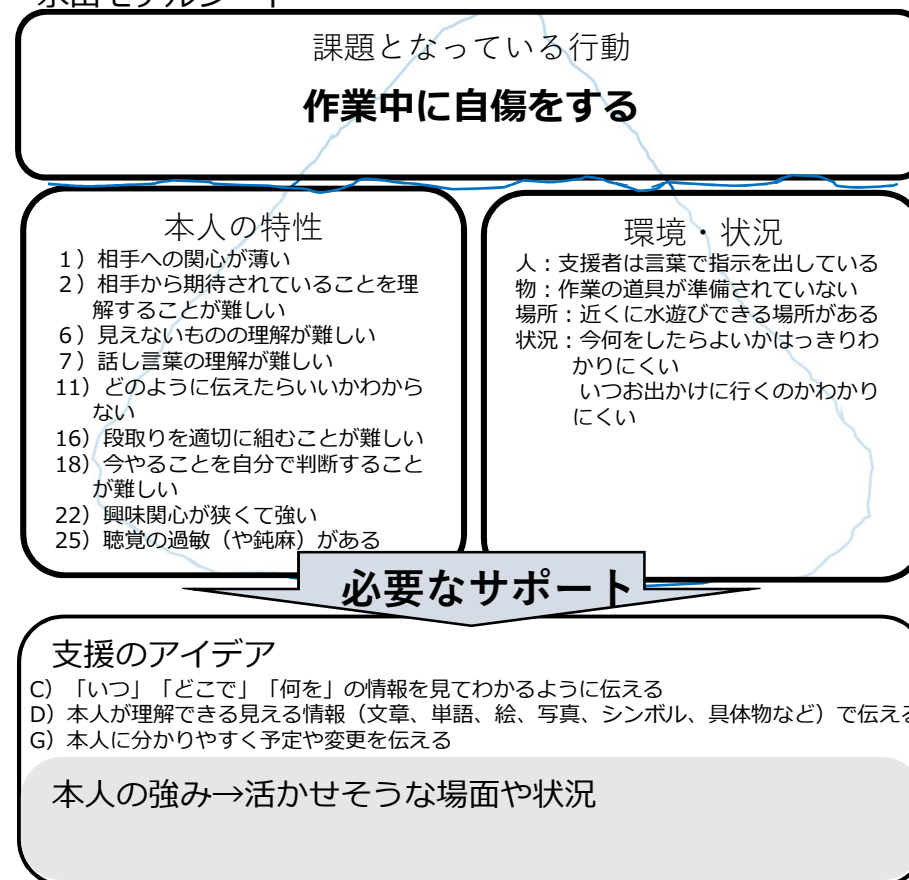 氷山モデルシート
課題となっている行動
作業中に自傷をする
本人の特性
1）相手への関心が薄い
2）相手から期待されていることを理
解することが難しい
6）見えないものの理解が難しい
7）話し言葉の理解が難しい
11）どのように伝えたらいいかわから
ない
16）段取りを適切に組むことが難しい
18）今やることを自分で判断すること
が難しい
22）興味関心が狭くて強い
25）聴覚の過敏（や鈍麻）がある
環境・状況
人：支援者は言葉で指示を出している
物：作業の道具が準備されていない
場所：近くに水遊びできる場所がある
状況：今何をしたらよいかはっきりわ
かりにくい
いつお出かけに行くのかわかり
にくい
必要なサポート
支援のアイデア
C）「いつ」「どこで」「何を」の情報を見てわかるように伝える
D）本人が理解できる見える情報（文章、単語、絵、写真、シンボル、具体物など）で伝える
G）本人に分かりやすく予定や変更を伝える
本人の強み→活かせそうな場面や状況